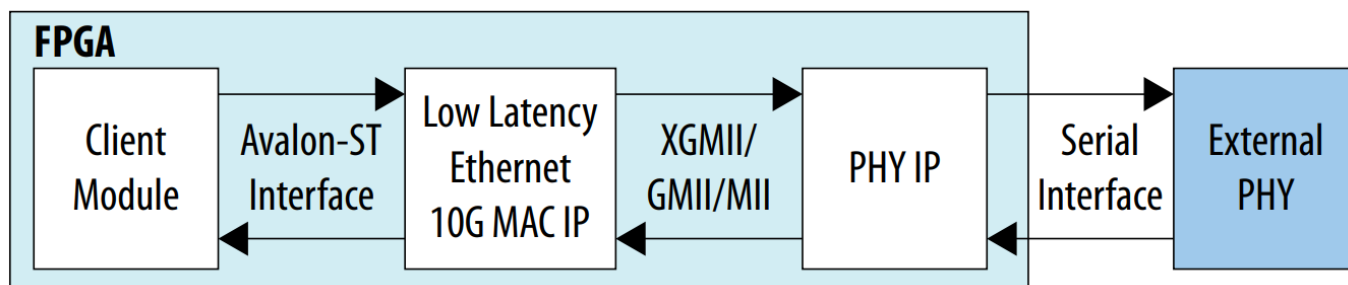 FPGA
Client
Module
Avalon-ST
Interface
Low Latency
Ethernet
10G MAC IP
XGMII/
GMII/MII
PHY IP
Serial
Interface
External
PHY